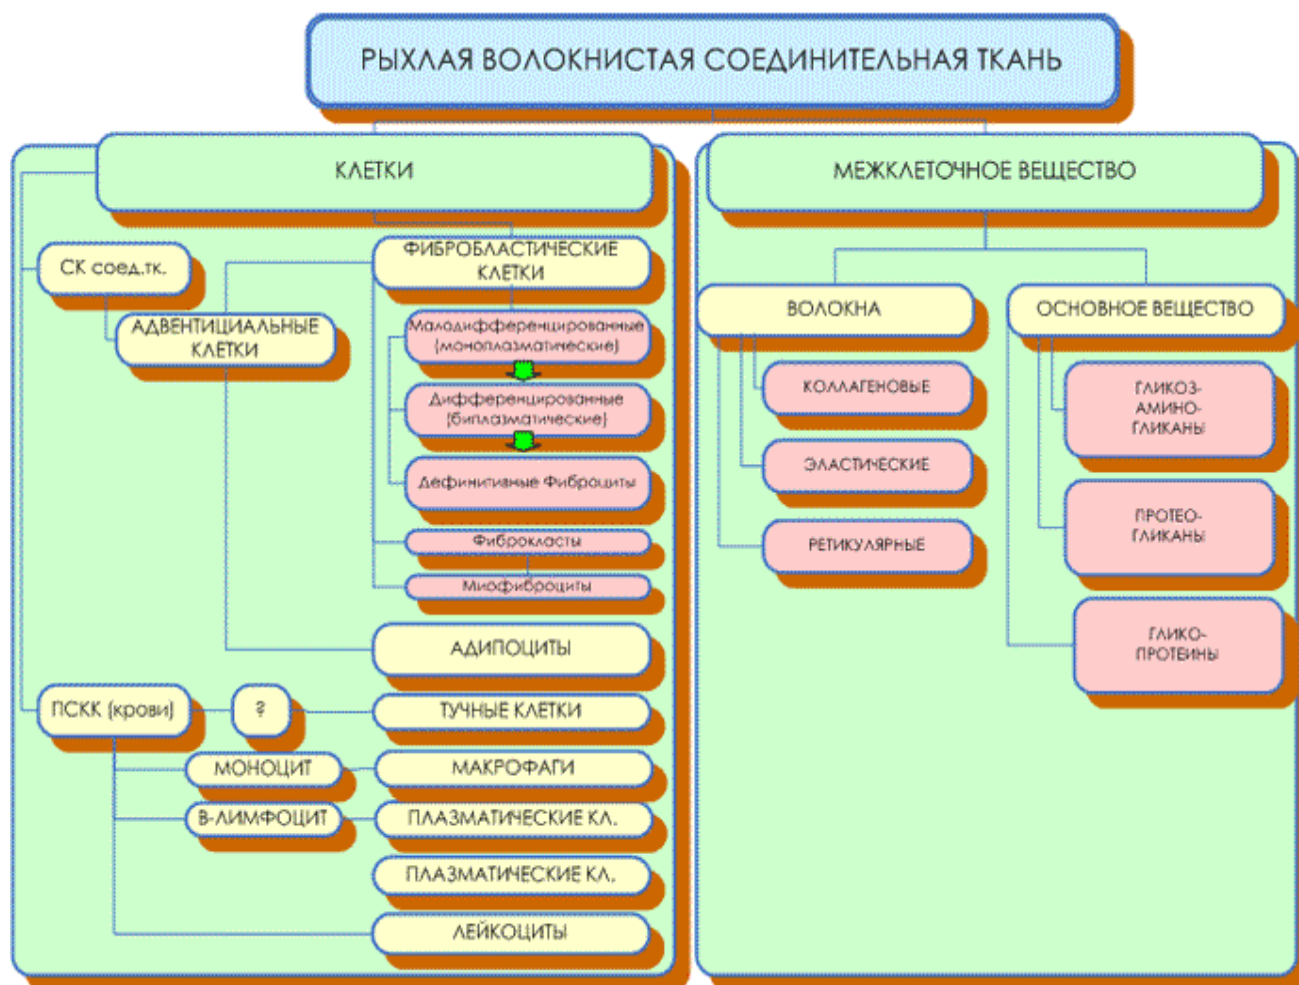 РЫХЛАЯ ВОЛОКНИСТАЯ СОЕДИНИТЕЛЬНАЯ ТКАНЬ
КЛЕТКИ
СК соед.тк.
АДВЕНТИЦИАЛЬНЫЕ
КЛЕТКИ
ФИБРОБЛАСТИЧЕСКИЕ
КЛЕТКИ
Малодифференцированные
(моноплазматические)
Дифференцированные
(биплазматические)
Дефинитивные Фиброциты
Фиброкласты
Миофиброциты
АДИПОЦИТЫ
ПСКК (крови)
?
ТУЧНЫЕ КЛЕТКИ
МОНОЦИТ
МАКРОФАГИ
В-ЛИМФОЦИТ
ПЛАЗМАТИЧЕСКИЕ КЛ.
ПЛАЗМАТИЧЕСКИЕ КЛ.
ЛЕЙКОЦИТЫ
МЕЖКЛЕТОЧНОЕ ВЕЩЕСТВО
ВОЛОКНА
КОЛЛАГЕНОВЫЕ
ЭЛАСТИЧЕСКИЕ
РЕТИКУЛЯРНЫЕ
ОСНОВНОЕ ВЕЩЕСТВО
ГЛИКОЗ-
АМИНО-
ГЛИКАНЫ
ПРОТЕО-
ГЛИКАНЫ
ГЛИКО-
ПРОТЕИНЫ